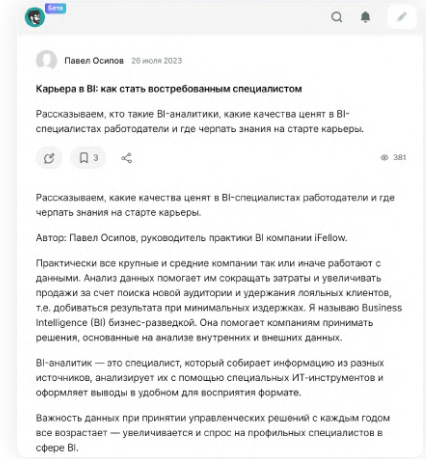 Бета
Павел Осипов 26 июля 2023
Карьера в BI: как стать востребованным специалистом
Рассказываем, кто такие BI-аналитики, какие качества ценят в BI-
специалистах работодатели и где черпать знания на старте карьеры.
3 381
Рассказываем, какие качества ценят в BI-специалистах работодатели и где
черпать знания на старте карьеры.
Автор: Павел Осипов, руководитель практики BI компании iFellow.
Практически все крупные и средние компании так или иначе работают с
данными. Анализ данных помогает им сокращать затраты и увеличивать
продажи за счет поиска новой аудитории и удержания лояльных клиентов,
т.е. добиваться результата при минимальных издержках. Я называю Business
Intelligence (BI) бизнес-разведкой. Она помогает компаниям принимать
решения, основанные на анализе внутренних и внешних данных.
BI-аналитик — это специалист, который собирает информацию из разных
источников, анализирует их с помощью специальных ИТ-инструментов и
оформляет выводы в удобном для восприятия формате.
Важность данных при принятии управленческих решений с каждым годом
все возрастает — увеличивается и спрос на профильных специалистов в
сфере BI.